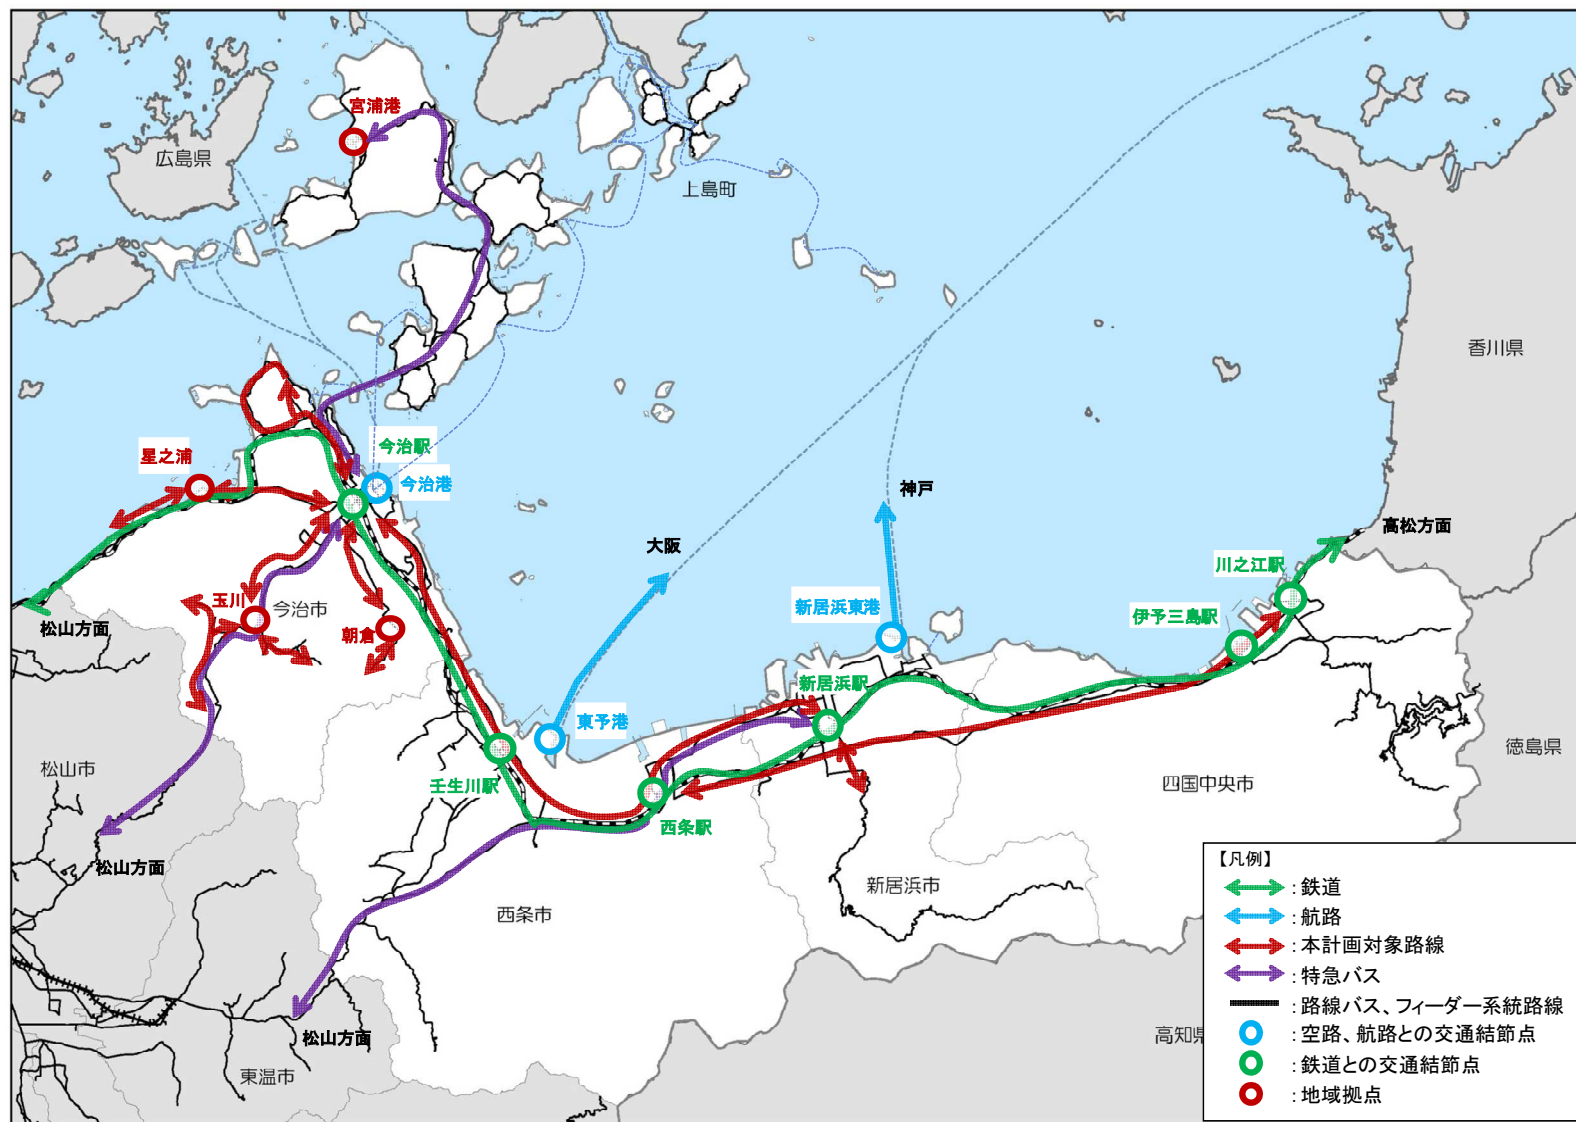 宮浦港
広島県
上島町
香川県
今治駅
星之浦
今治港
神戸
高松方面
大阪
川之江駅
新居浜東港
伊予三島駅
玉川
今治市
松山方面
朝倉
新居浜駅
東予港
徳島県
松山市
壬生川駅
四国中央市
西条駅
松山方面
新居浜市
西条市
松山方面
高知県
東温市
【凡例】
：鉄道
：航路
：本計画対象路線
：特急バス
：路線バス、フィーダー系統路線
：空路、航路との交通結節点
：鉄道との交通結節点
：地域拠点